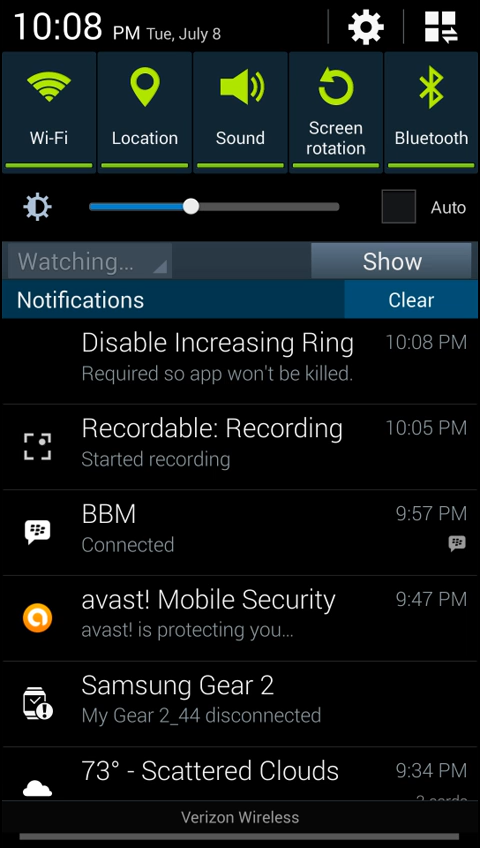 10:08 PM Tue, July 8
Wi-Fi
Location
Sound
Screen
rotation
Bluetooth
Auto
Watching...
Show
Notifications
Clear
Disable Increasing Ring 10:08 PM
Required so app won't be killed.
Recordable: Recording 10:05 PM
Started recording
BBM 9:57 PM
Connected
avast! Mobile Security 9:47 PM
avast! is protecting you...
Samsung Gear 2
My Gear 2_44 disconnected
73° - Scattered Clouds 9:34 PM
Verizon Wireless